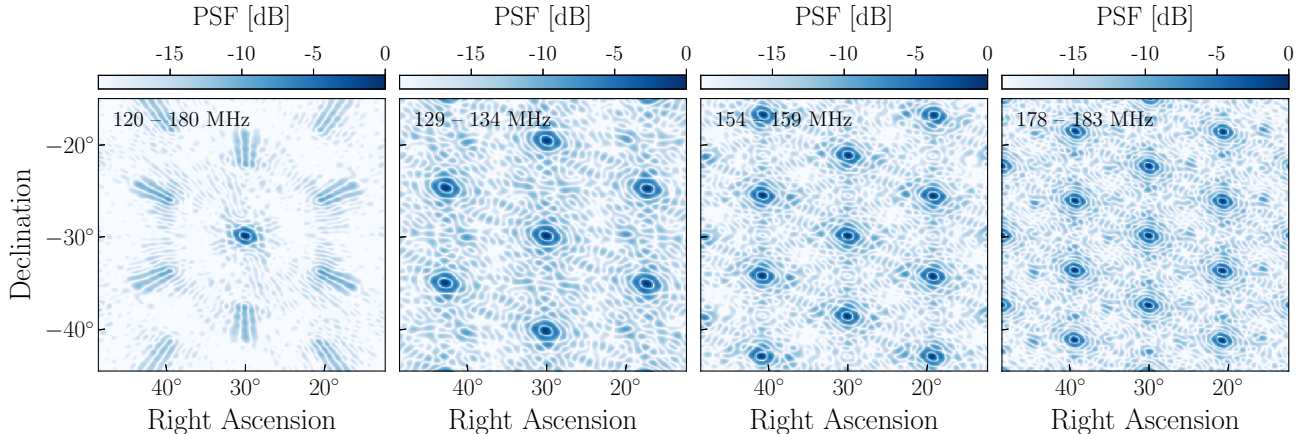 PSF [dB] PSF [dB] PSF [dB] PSF [dB]
-15 -10 -5 0 -15 -10 -5 0 -15 -10 -5 0 -15 -10 -5 0
120 – 180 MHz 129 – 134 MHz 154 – 159 MHz 178 – 183 MHz
−20°
−30°
−40°
Declination
40° 30° 20° 40° 30° 20° 40° 30° 20° 40° 30° 20°
Right Ascension Right Ascension Right Ascension Right Ascension